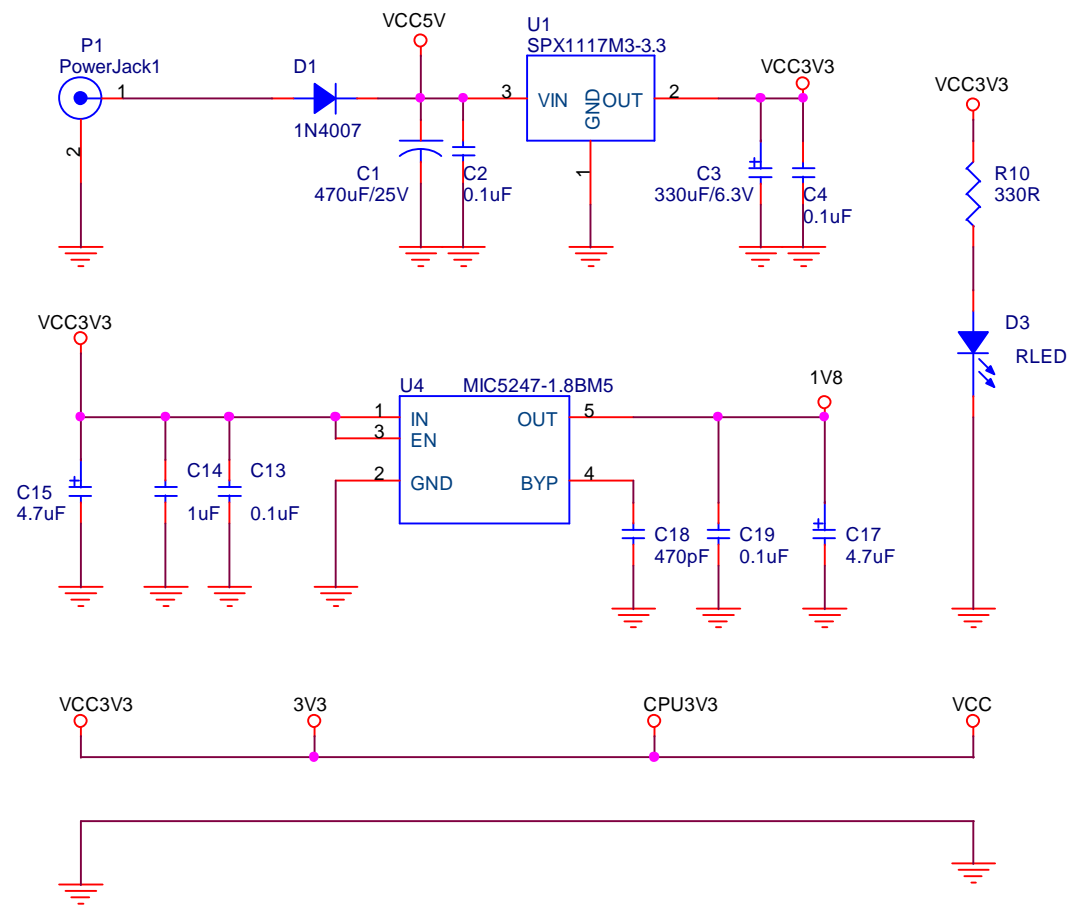 VCC5V
U1
SPX1117M3-3.3
P1
PowerJack1
D1
VCC3V3
VCC3V3
1
3
VIN
GND
OUT
2
1N4007
2
1
C1
470uF/25V
C2
0.1uF
C3
330uF/6.3V
C4
0.1uF
R10
330R
VCC3V3
D3
RLED
U4
MIC5247-1.8BM5
1V8
1
IN
OUT
5
3
EN
2
GND
BYP
4
C15
4.7uF
C14
1uF
C13
0.1uF
C18
470pF
C19
0.1uF
C17
4.7uF
VCC3V3
3V3
CPU3V3
VCC